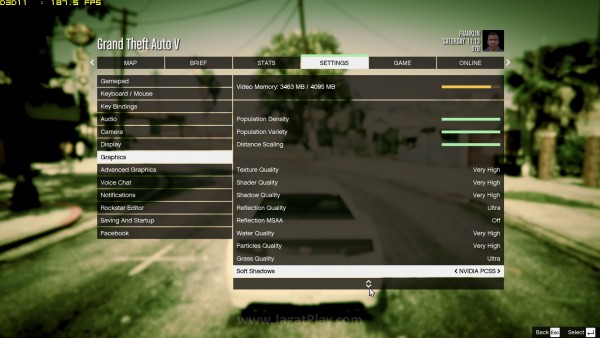 D3D11 : 187.5 FPS
Grand Theft Auto V
FRANKLIN
SATURDAY 11:13
MAP BRIEF STATS SETTINGS GAME ONLINE
Gamepad
Keyboard / Mouse
Key Bindings
Audio
Camera
Display
Graphics
Advanced Graphics
Voice Chat
Notifications
Rockstar Editor
Saving And Startup
Facebook
Video Memory: 3463 MB / 4095 MB
Population Density
Population Variety
Distance Scaling
Texture Quality Very High
Shader Quality Very High
Shadow Quality Very High
Reflection Quality Ultra
Reflection MSAA Off
Water Quality Very High
Particles Quality Very High
Grass Quality Ultra
Soft Shadows < NVIDIA PCSS >
www.JagatPlay.com
Back Esc Select